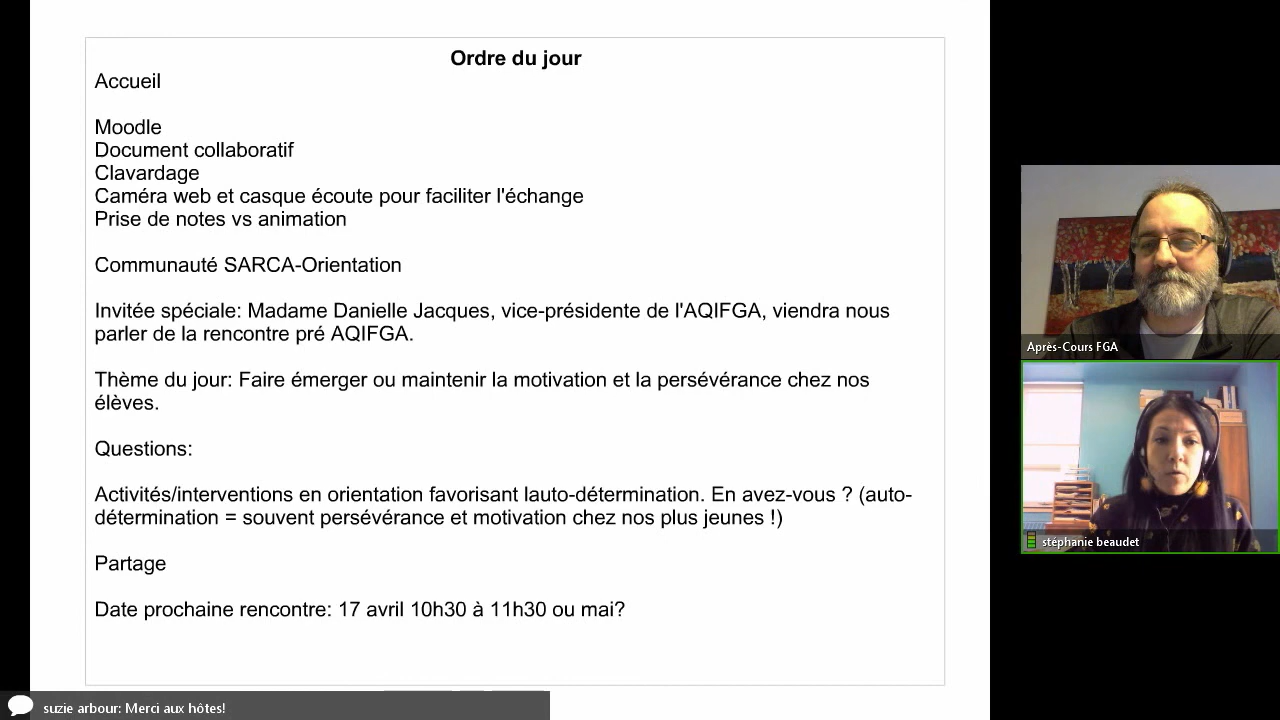 Ordre du jour
Accueil
Moodle
Document collaboratif
Clavardage
Caméra web et casque écoute pour faciliter l'échange
Prise de notes vs animation
Communauté SARCA-Orientation
Invitée spéciale: Madame Danielle Jacques, vice-présidente de l'AQIFGA, viendra nous
parler de la rencontre pré AQIFGA.
Thème du jour: Faire émerger ou maintenir la motivation et la persévérance chez nos
élèves.
Questions:
Activités/interventions en orientation favorisant lauto-détermination. En avez-vous ? (auto-
détermination = souvent persévérance et motivation chez nos plus jeunes !)
Partage
Date prochaine rencontre: 17 avril 10h30 à 11h30 ou mai?
Après-Cours FGA
stéphanie beaudet
suzie arbour: Merci aux hôtes!